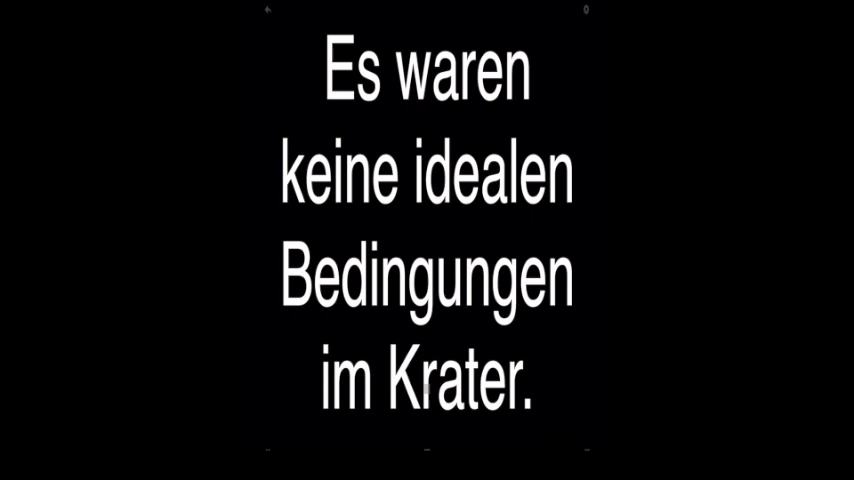 Es waren
keine idealen
Bedingungen
im Krater.